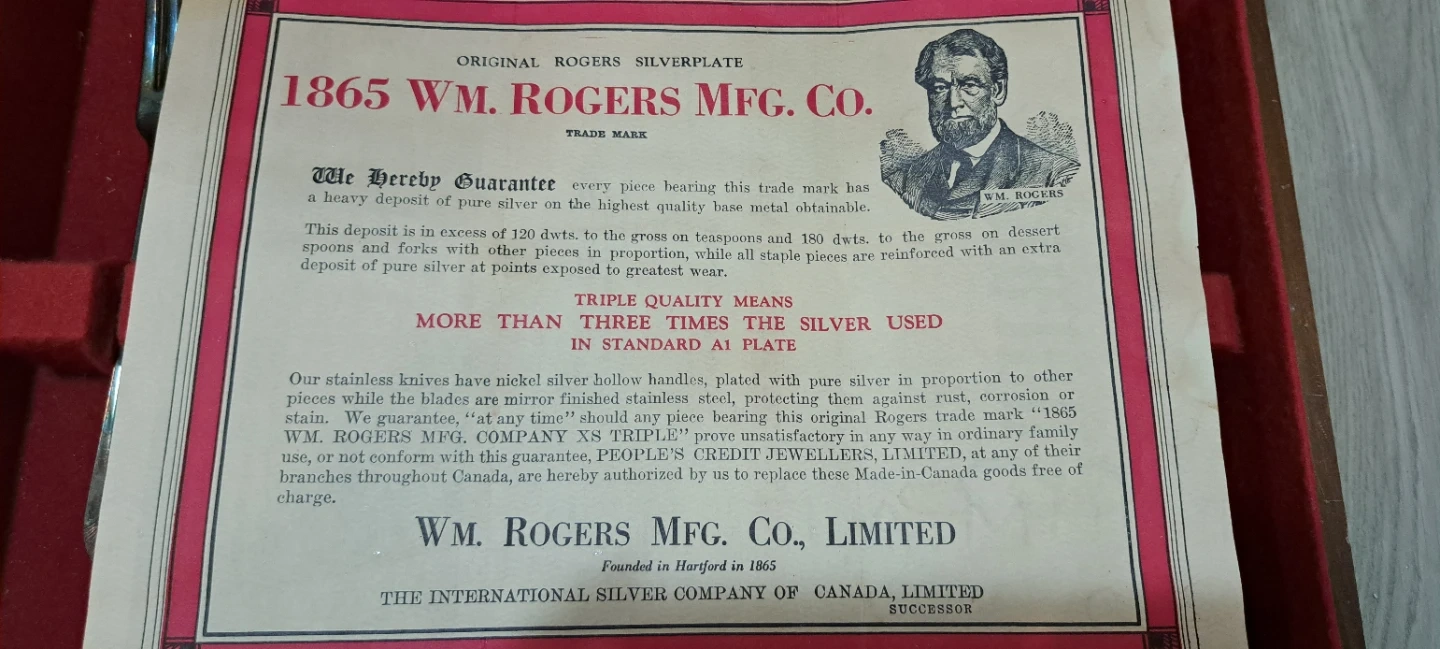 ORIGINAL ROGERS SILVERPLATE
1865 WM. ROGERS MFG. CO.
TRADE MARK
WM. ROGERS
We Hereby Guarantee every piece bearing this trade mark has
a heavy deposit of pure silver on the highest quality base metal obtainable.
This deposit is in excess of 120 dwts. to the gross on teaspoons and 180 dwts. to the gross on dessert
spoons and forks with other pieces in proportion, while all staple pieces are reinforced with an extra
deposit of pure silver at points exposed to greatest wear.
TRIPLE QUALITY MEANS
MORE THAN THREE TIMES THE SILVER USED
IN STANDARD A1 PLATE
Our stainless knives have nickel silver hollow handles, plated with pure silver in proportion to other
pieces while the blades are mirror finished stainless steel, protecting them against rust, corrosion or
stain. We guarantee, "at any time" should any piece bearing this original Rogers trade mark "1865
WM. ROGERS MFG. COMPANY XS TRIPLE" prove unsatisfactory in any way in ordinary family
use, or not conform with this guarantee, PEOPLE'S CREDIT JEWELLERS, LIMITED, at any of their
branches throughout Canada, are hereby authorized by us to replace these Made-in-Canada goods free of
charge.
WM. ROGERS MFG. CO., LIMITED
Founded in Hartford in 1865
THE INTERNATIONAL SILVER COMPANY OF CANADA, LIMITED
SUCCESSOR